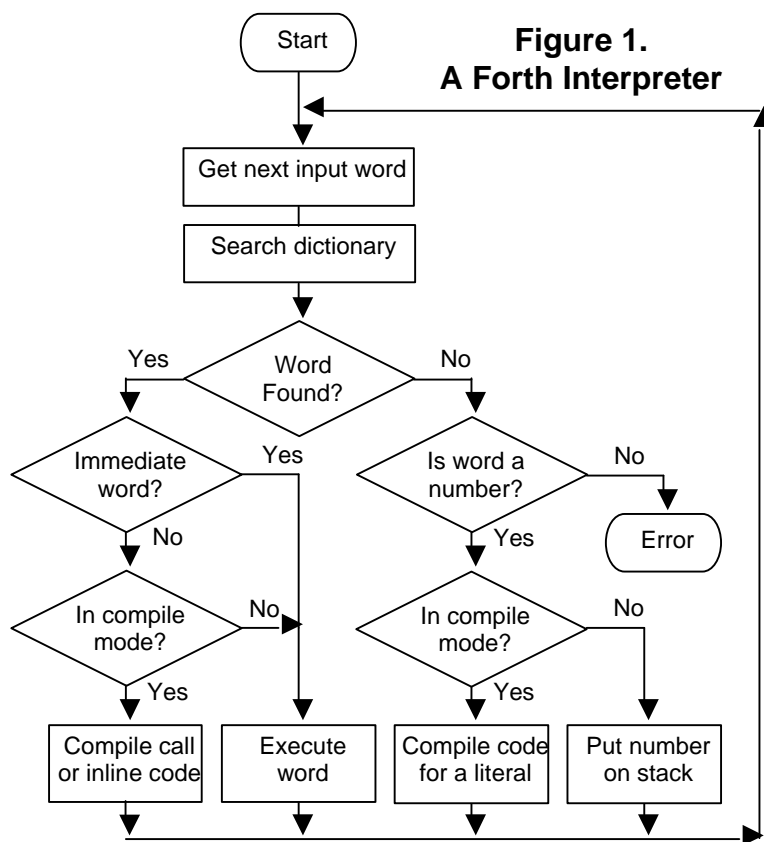 Start
Figure 1.
A Forth Interpreter
Get next input word
Search dictionary
Yes
Word
Found?
No
Immediate
word?
Yes
Is word a
number?
No
No
Yes
Error
In compile
mode?
No
In compile
mode?
No
Yes
Yes
Compile call
or inline code
Execute
word
Compile code
for a literal
Put number
on stack